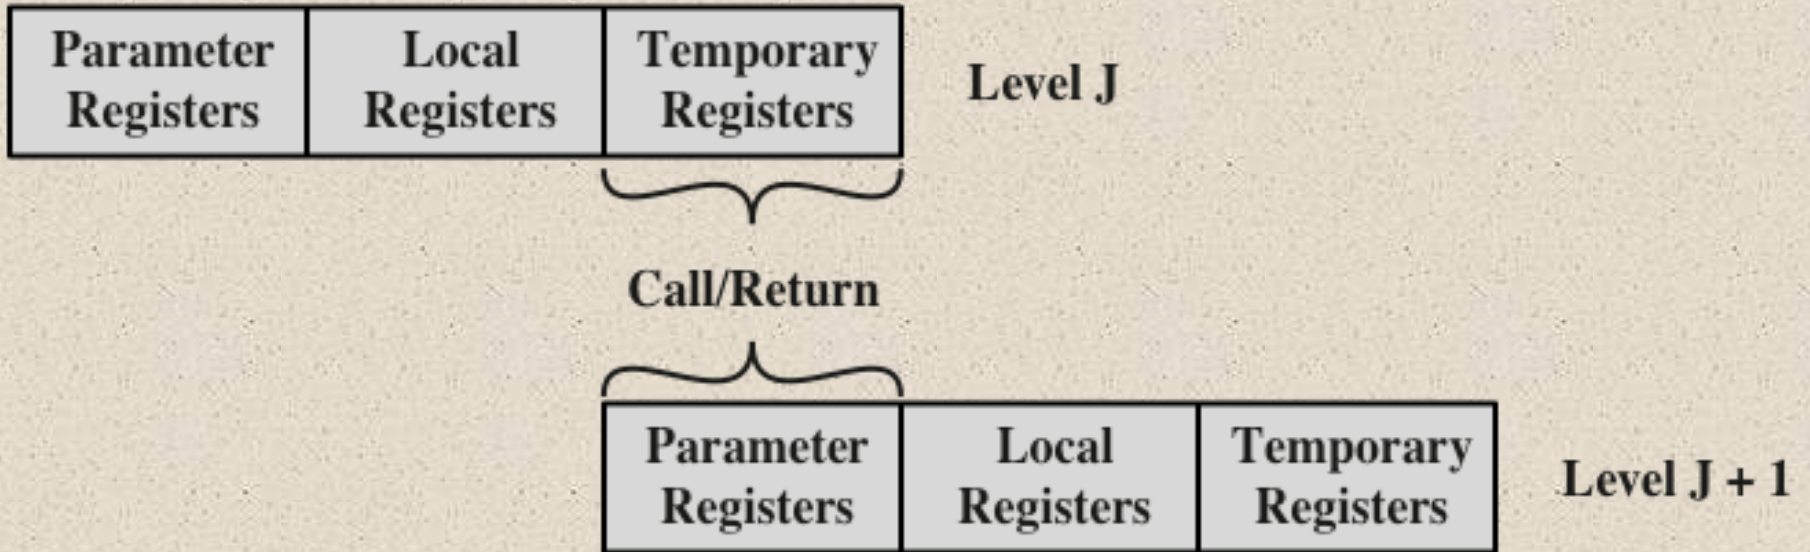 Parameter
Registers
Local
Registers
Temporary
Registers
Level J
Call/Return
Parameter
Registers
Local
Registers
Temporary
Registers
Level J + 1